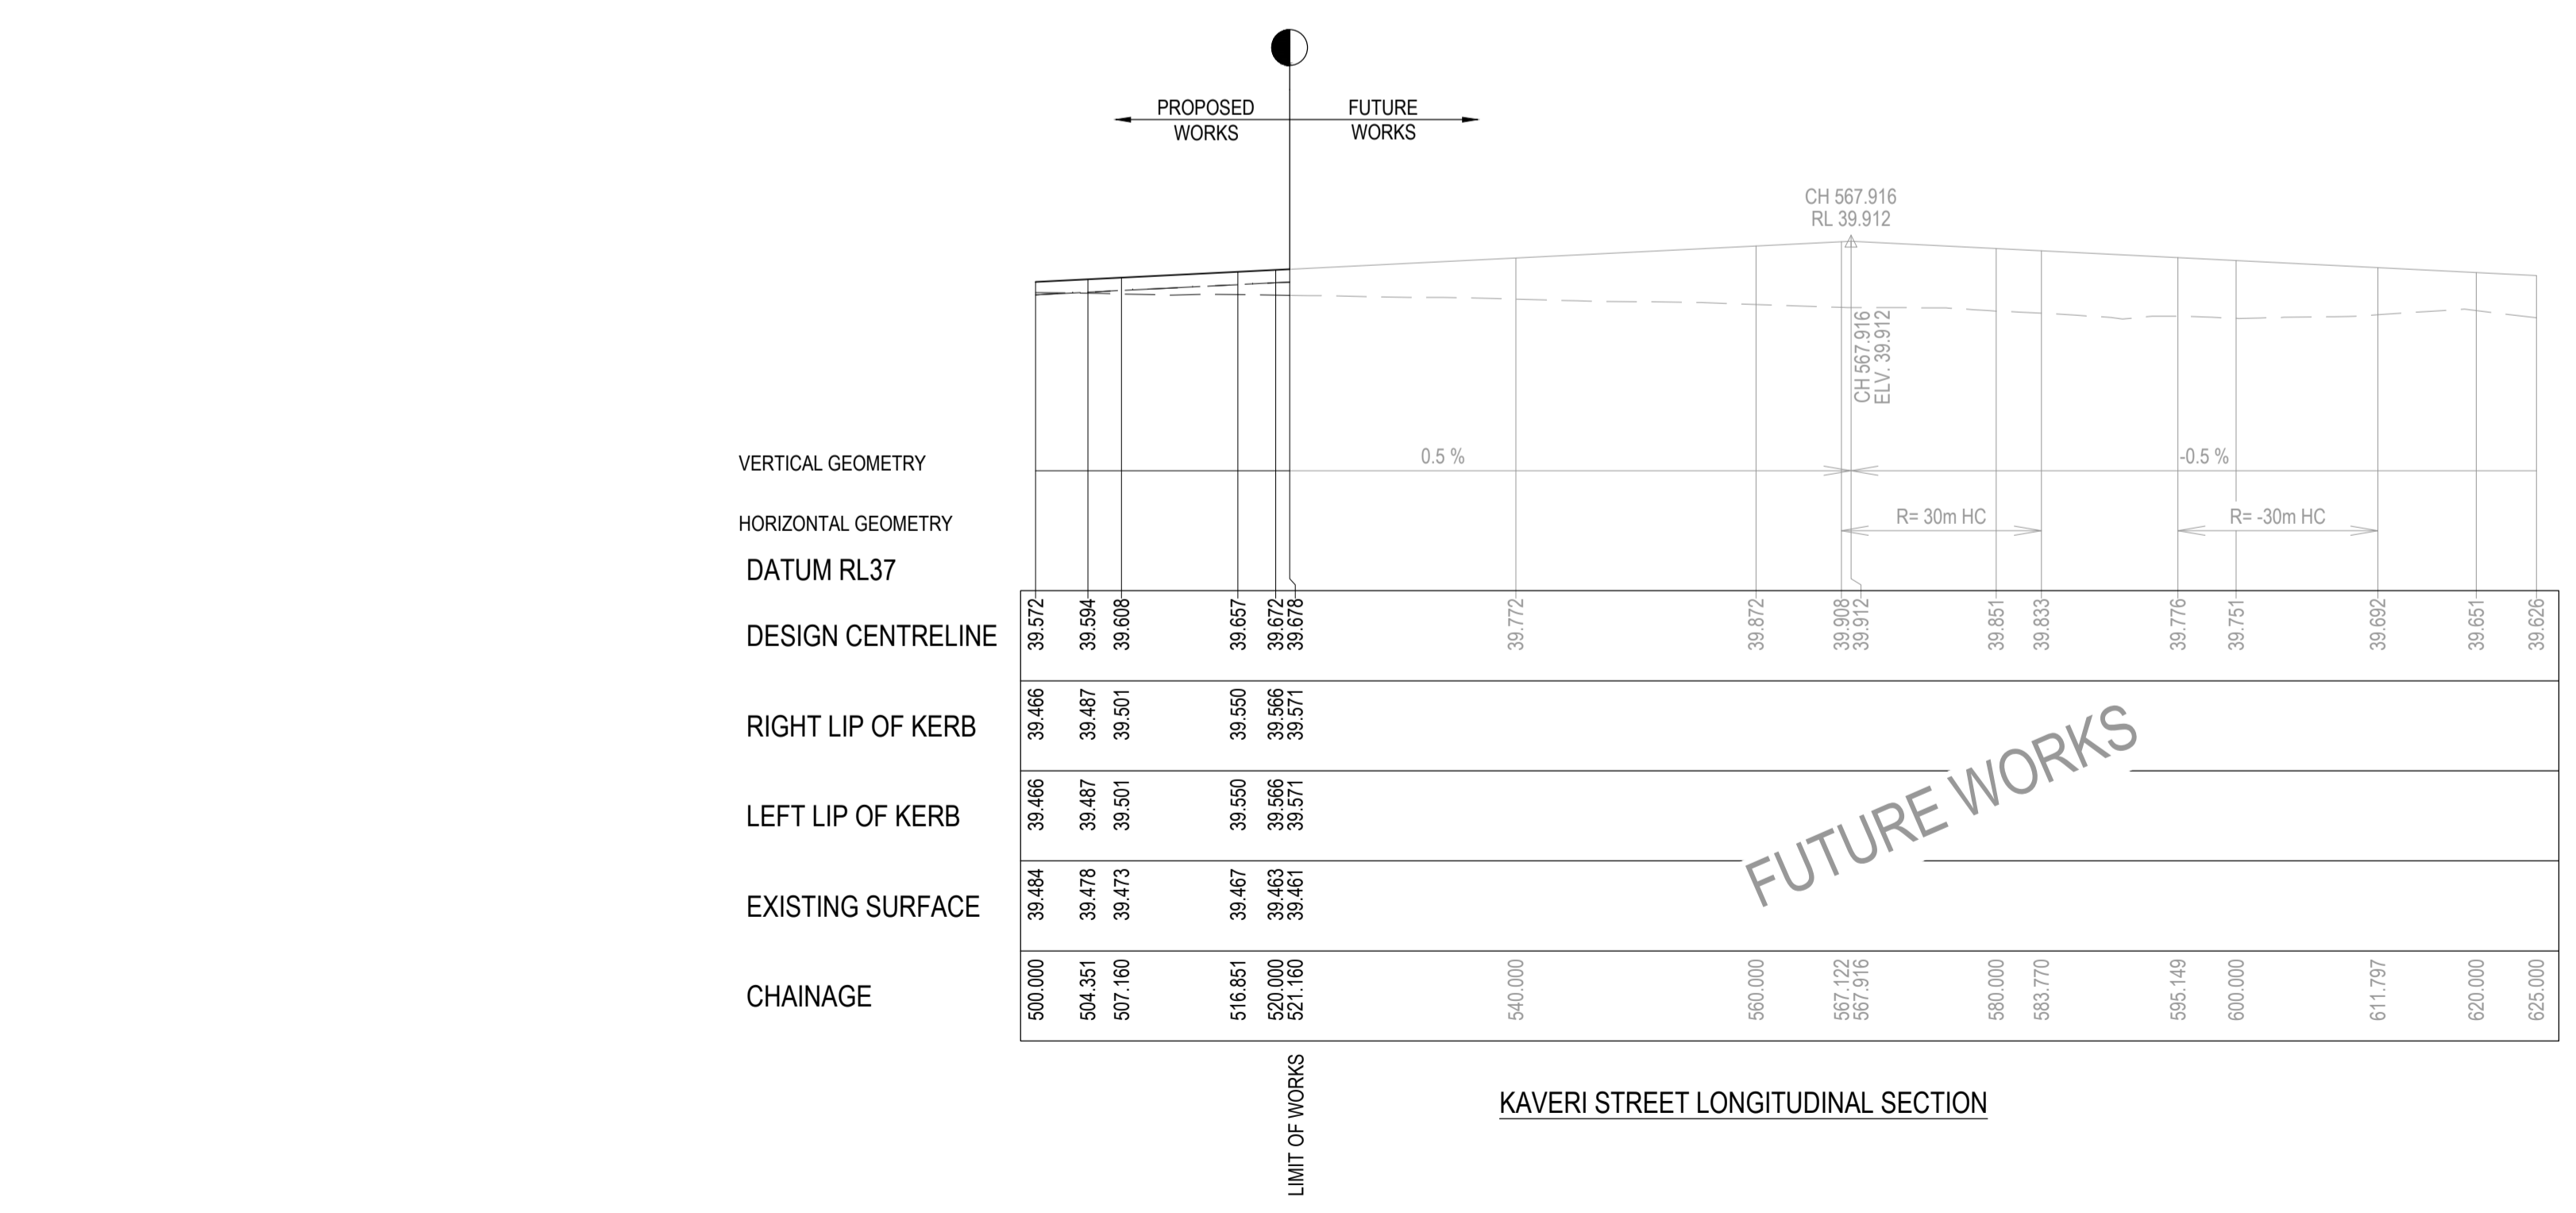 PROPOSED
WORKS
FUTURE
WORKS
CH 567.916
RL 39.912
CH 567.916
ELV. 39.912
VERTICAL GEOMETRY
0.5 %
-0.5 %
HORIZONTAL GEOMETRY
R= 30m HC
R= -30m HC
DATUM RL37
DESIGN CENTRELINE 39.572 39.594 39.608 39.657 39.672 39.678 39.772 39.872 39.908 39.912 39.851 39.833 39.776 39.751 39.692 39.651 39.626
RIGHT LIP OF KERB 39.466 39.487 39.501 39.550 39.566 39.571
LEFT LIP OF KERB 39.466 39.487 39.501 39.550 39.566 39.571
EXISTING SURFACE 39.484 39.478 39.473 39.467 39.463 39.461
FUTURE WORKS
CHAINAGE 500.000 504.351 507.160 516.851 520.000 521.160 540.000 560.000 567.122 567.916 580.000 583.770 595.149 600.000 611.797 620.000 625.000
LIMIT OF WORKS
KAVERI STREET LONGITUDINAL SECTION